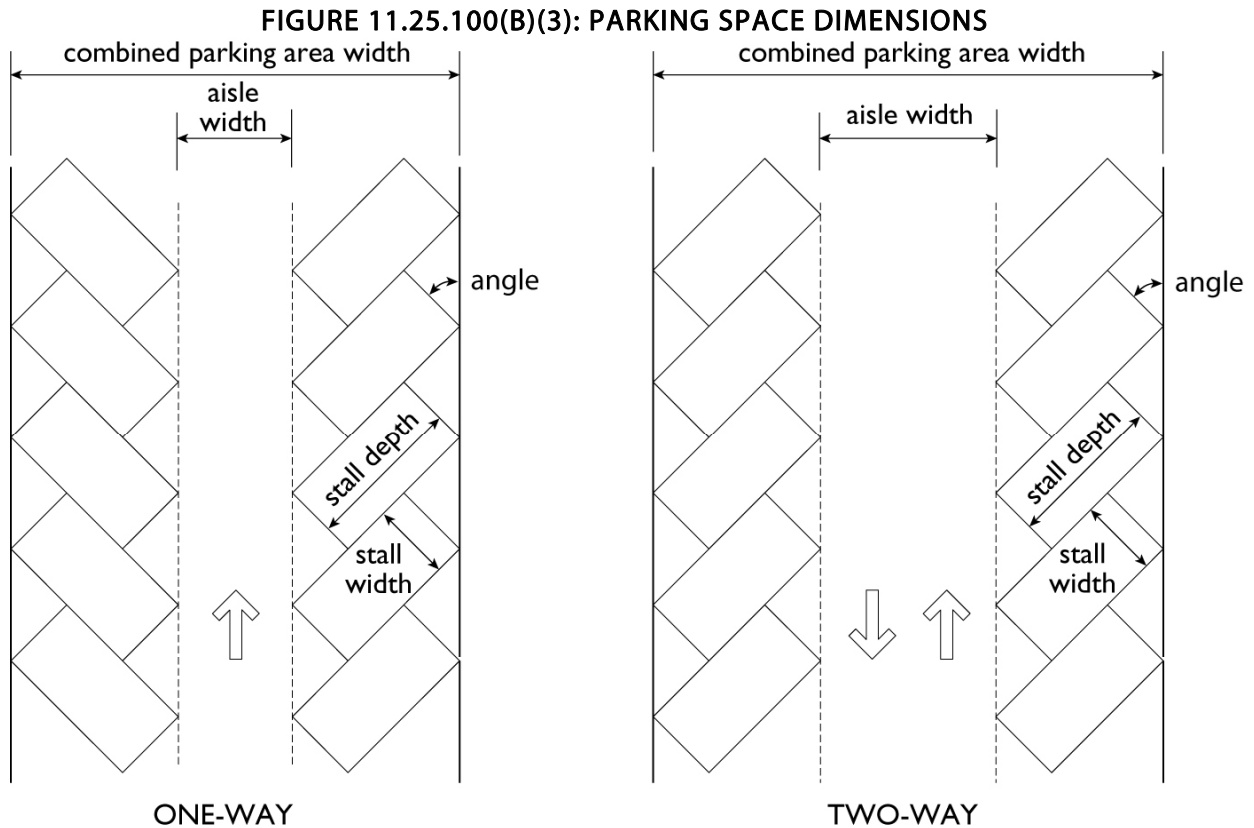 FIGURE 11.25.100(B)(3): PARKING SPACE DIMENSIONS
combined parking area width
aisle
width
angle
stall depth
stall
width
ONE-WAY
combined parking area width
aisle width
angle
stall depth
stall
width
TWO-WAY